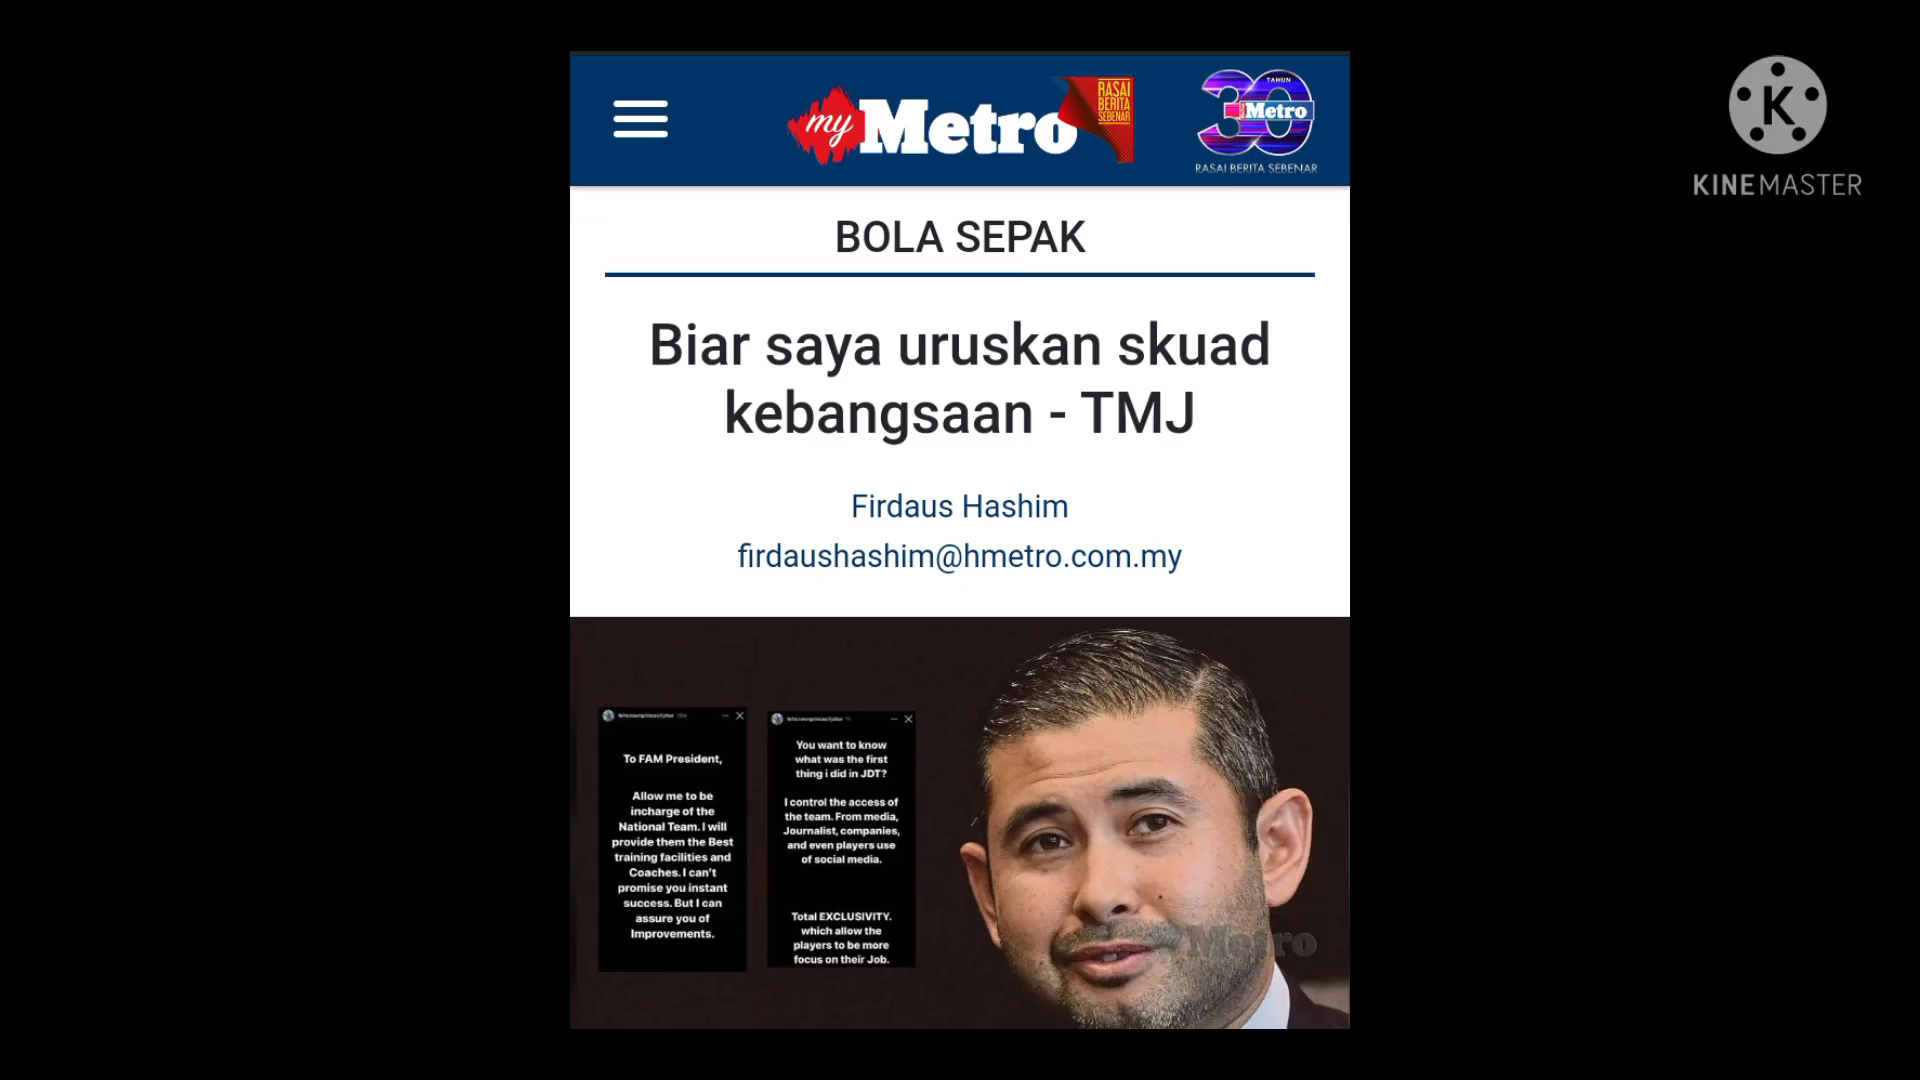 my Metro
RASAI
BERITA
SEBENAR
TAHUN
30
Metro
RASAI BERITA SEBENAR
K
KINEMASTER
BOLA SEPAK
Biar saya uruskan skuad
kebangsaan - TMJ
Firdaus Hashim
firdaushashim@hmetro.com.my
To FAM President,
Allow me to be
incharge of the
National Team. I will
provide them the Best
training facilities and
Coaches. I can't
promise you instant
success. But I can
assure you of
Improvements.
You want to know
what was the first
thing i did in JDT?
I control the access of
the team. From media,
Journalist, companies,
and even players use
of social media.
Total EXCLUSIVITY.
which allow the
players to be more
focus on their Job.
Metro